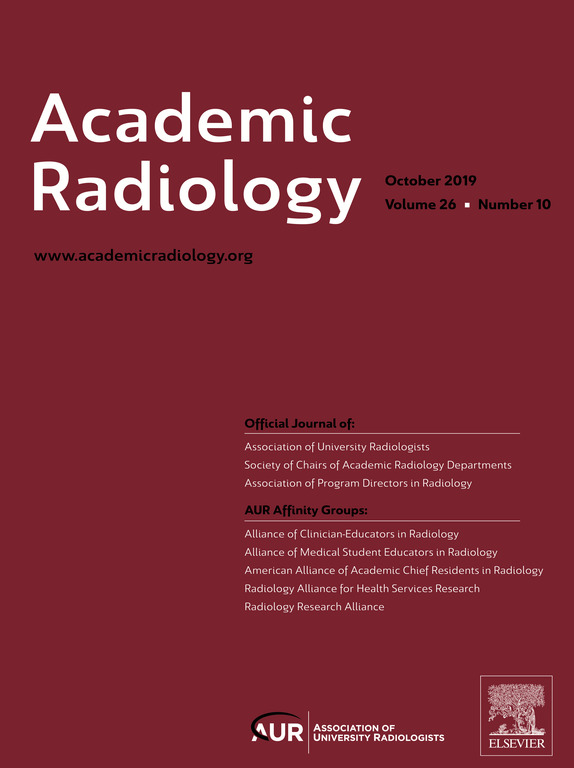 Academic
Radiology
October 2019
Volume 26 ▪ Number 10
www.academicradiology.org
Official Journal of:
Association of University Radiologists
Society of Chairs of Academic Radiology Departments
Association of Program Directors in Radiology
AUR Affinity Groups:
Alliance of Clinician-Educators in Radiology
Alliance of Medical Student Educators in Radiology
American Alliance of Academic Chief Residents in Radiology
Radiology Alliance for Health Services Research
Radiology Research Alliance
AUR
ASSOCIATION OF
UNIVERSITY RADIOLOGISTS
ELSEVIER